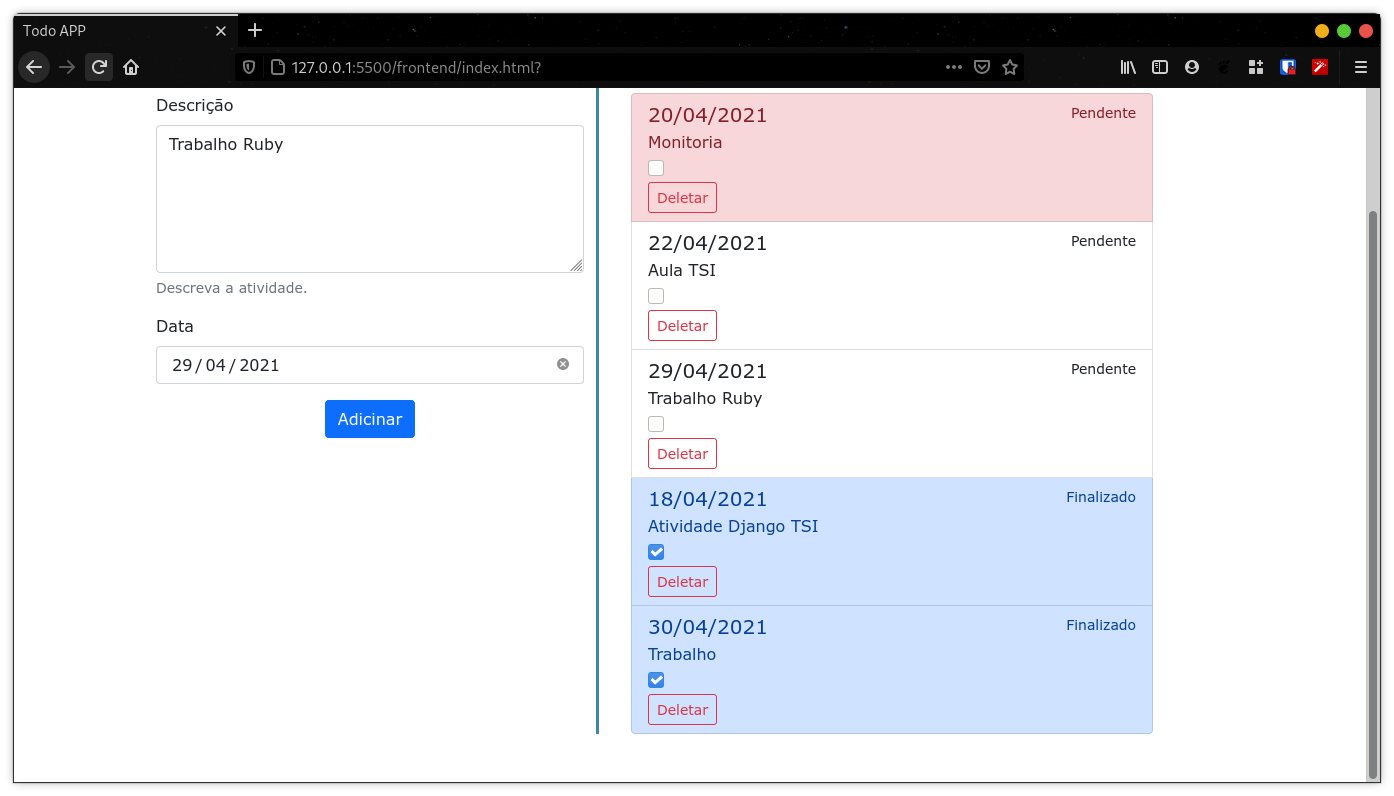 Todo APP
127.0.0.1:5500/frontend/index.html?
Descrição
Trabalho Ruby
Descreva a atividade.
Data
29/04/2021
Adicinar
20/04/2021
Pendente
Monitoria
Deletar
22/04/2021
Pendente
Aula TSI
Deletar
29/04/2021
Pendente
Trabalho Ruby
Deletar
18/04/2021
Finalizado
Atividade Django TSI
Deletar
30/04/2021
Finalizado
Trabalho
Deletar